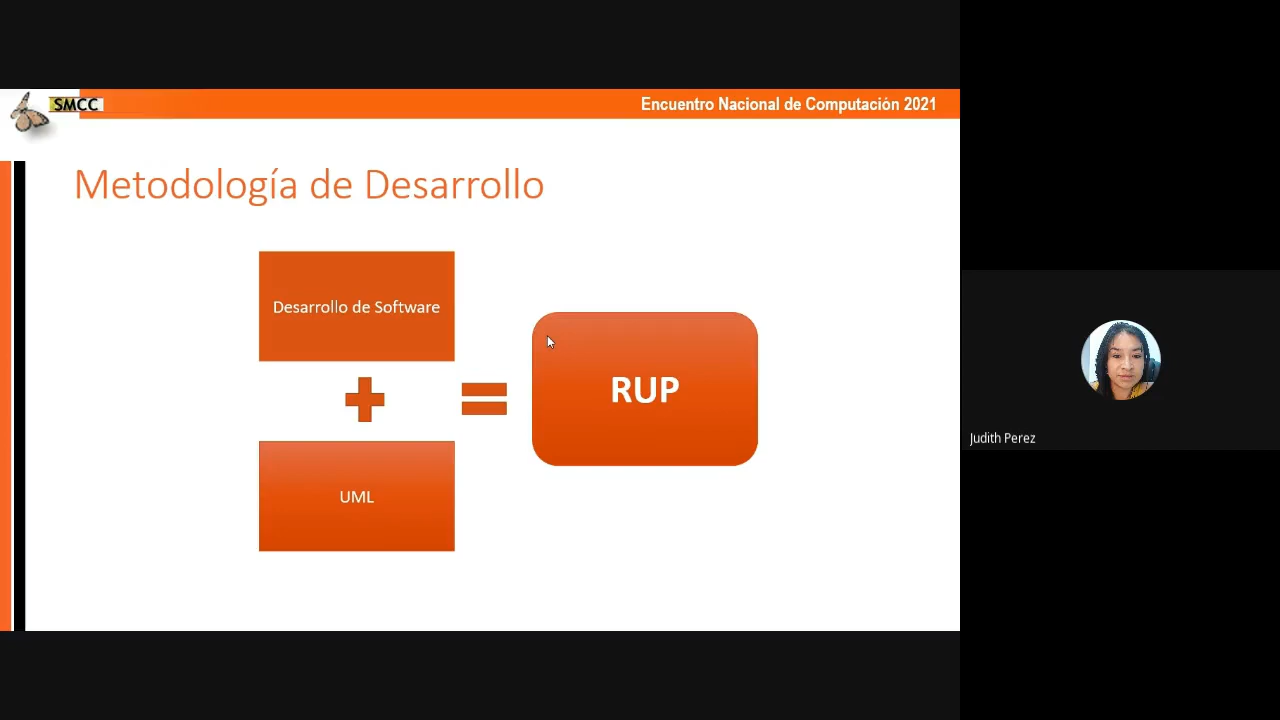 SMCC
Encuentro Nacional de Computación 2021
Metodología de Desarrollo
Desarrollo de Software
UML
RUP
Judith Perez